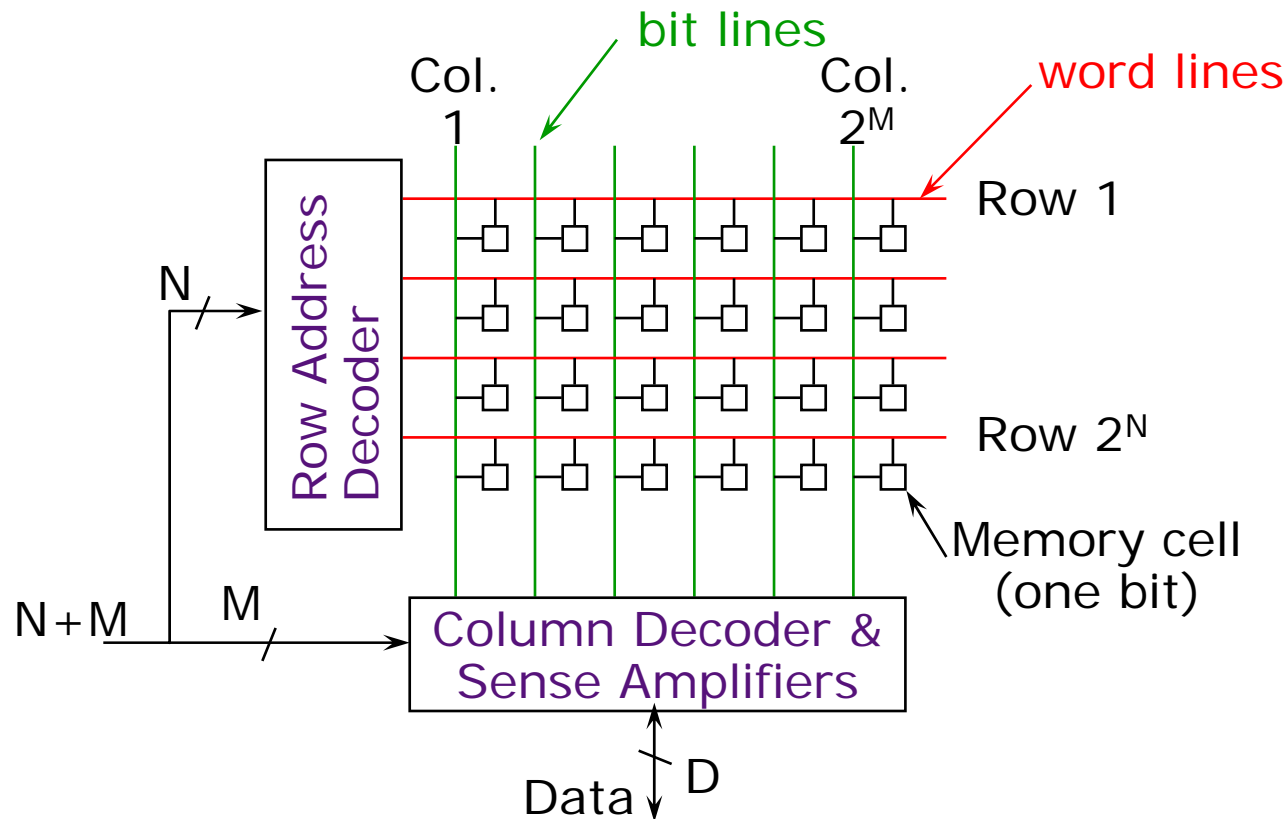 bit lines
Col.
1
Col.
2ᴹ
word lines
Row 1
Row Address
Decoder
N
Row 2ᴺ
Memory cell
(one bit)
N+M
M
Column Decoder &
Sense Amplifiers
D
Data